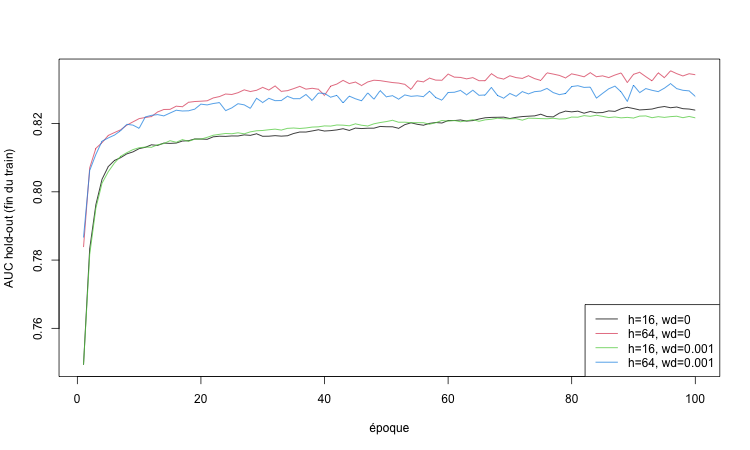 AUC hold-out (fin du train)
0.82
0.80
0.78
0.76
0
20
40
60
80
100
époque
h=16, wd=0
h=64, wd=0
h=16, wd=0.001
h=64, wd=0.001